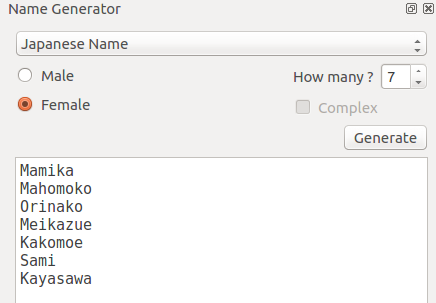 Name Generator
Japanese Name
Male
How many ? 7
Female
Complex
Generate
Mamika
Mahomoko
Orinako
Meikazue
Kakomoe
Sami
Kayasawa